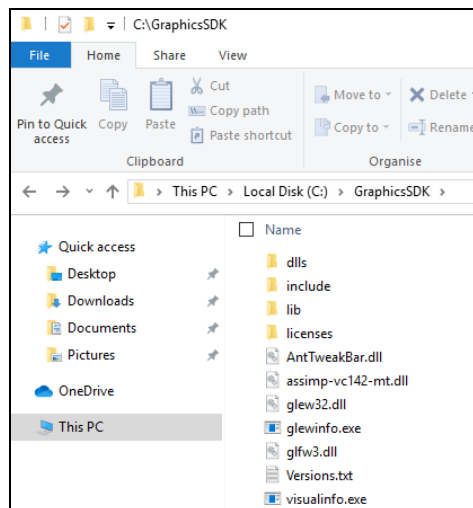 C:\GraphicsSDK
File Home Share View
Pin to Quick access
Copy
Paste
Cut
Copy path
Paste shortcut
Clipboard
Move to
Copy to
Delete
Rename
Organise
This PC > Local Disk (C:) > GraphicsSDK >
Quick access
Desktop
Downloads
Documents
Pictures
OneDrive
This PC
Name
dlls
include
lib
licenses
AntTweakBar.dll
assimp-vc142-mt.dll
glew32.dll
glewinfo.exe
glfw3.dll
Versions.txt
visualinfo.exe